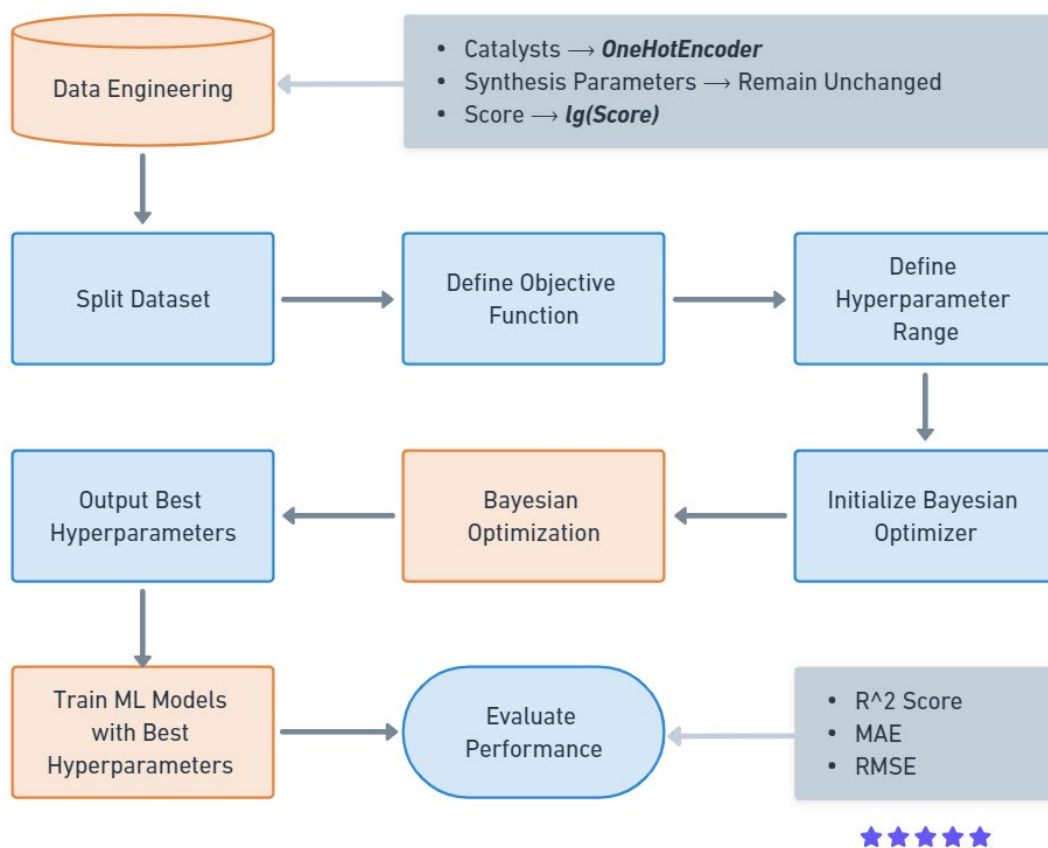 Data Engineering
• Catalysts → OneHotEncoder
• Synthesis Parameters → Remain Unchanged
• Score → lg(Score)
Split Dataset
Define Objective
Function
Define
Hyperparameter
Range
Output Best
Hyperparameters
Bayesian
Optimization
Initialize Bayesian
Optimizer
Train ML Models
with Best
Hyperparameters
Evaluate
Performance
• R^2 Score
• MAE
• RMSE